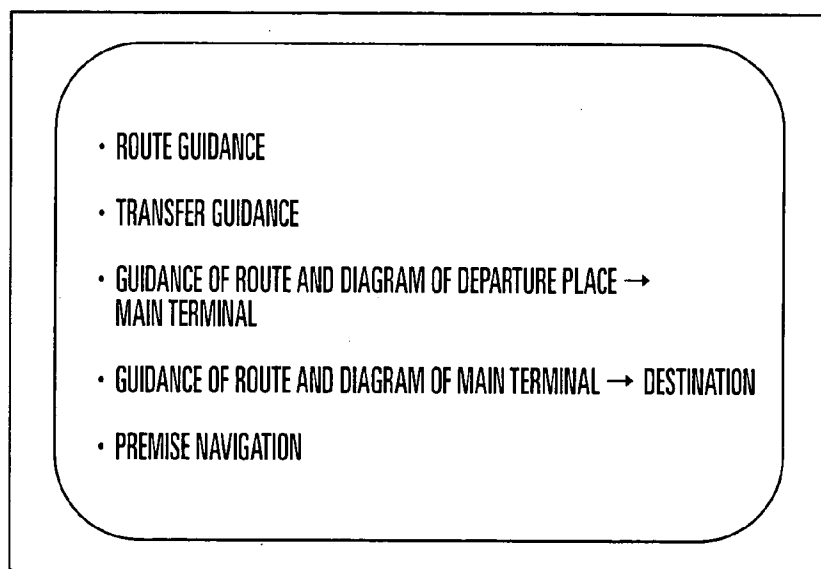 • ROUTE GUIDANCE
• TRANSFER GUIDANCE
• GUIDANCE OF ROUTE AND DIAGRAM OF DEPARTURE PLACE →
MAIN TERMINAL
• GUIDANCE OF ROUTE AND DIAGRAM OF MAIN TERMINAL → DESTINATION
• PREMISE NAVIGATION